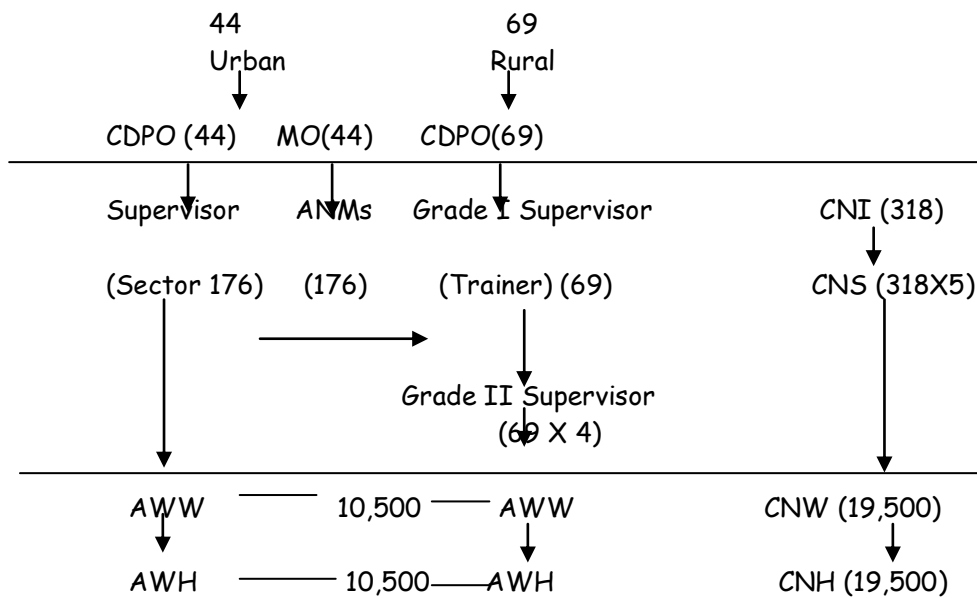 44 69
Urban Rural
CDPO (44) MO(44) CDPO(69)
Supervisor ANMs Grade I Supervisor CNI (318)
(Sector 176) (176) (Trainer) (69) CNS (318X5)
Grade II Supervisor
(69 X 4)
AWW 10,500 AWW CNW (19,500)
AWH 10,500 AWH CNH (19,500)